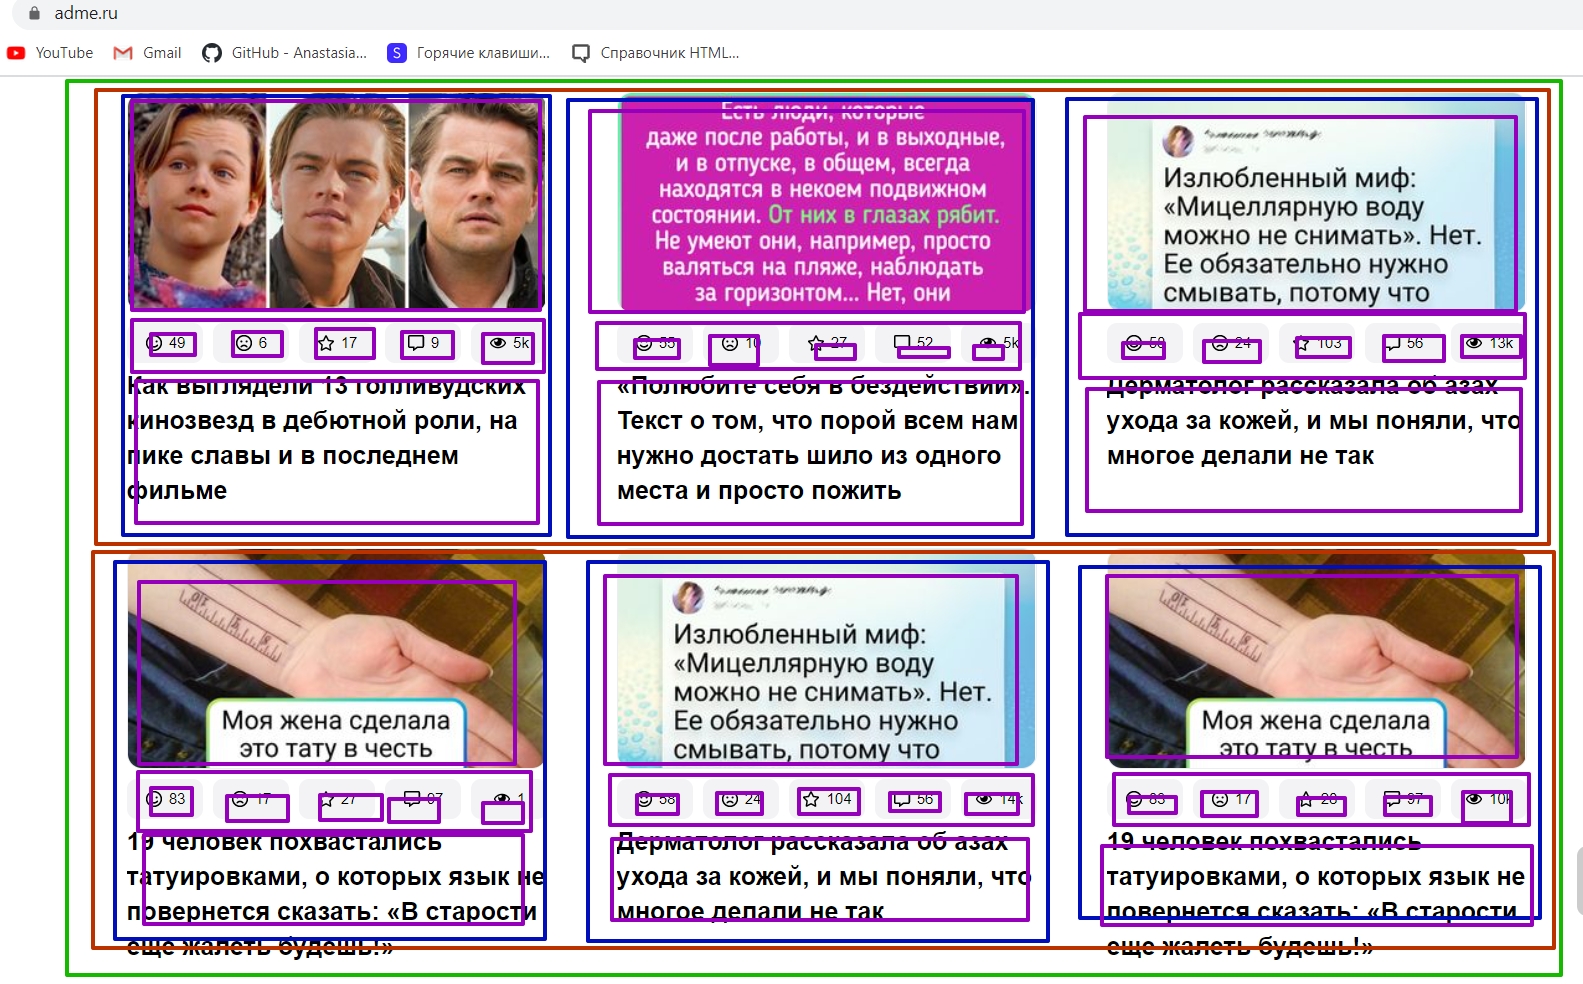 adme.ru
YouTube Gmail GitHub - Anastasia... S Горячие клавиши... Справочник HTML...
Есть люди, которые
даже после работы, и в выходные,
и в отпуске, в общем, всегда
находятся в некоем подвижном
состоянии. От них в глазах рябит.
Не умеют они, например, просто
валяться на пляже, наблюдать
за горизонтом... Нет, они
Излюбленный миф:
«Мицеллярную воду
можно не снимать». Нет.
Ее обязательно нужно
смывать, потому что
49 6 17 9 5k
55 10 27 52 5k
58 24 103 56 13k
Как выглядели 13 голливудских
кинозвезд в дебютной роли, на
пике славы и в последнем
фильме
«Полюбите себя в бездействии».
Текст о том, что порой всем нам
нужно достать шило из одного
места и просто пожить
Дерматолог рассказала об азах
ухода за кожей, и мы поняли, что
многое делали не так
Моя жена сделала
это тату в честь
Излюбленный миф:
«Мицеллярную воду
можно не снимать». Нет.
Ее обязательно нужно
смывать, потому что
Моя жена сделала
это тату в честь
83 17 27 97 1
58 24 104 56 14k
83 17 28 97 10k
19 человек похвастались
татуировками, о которых язык не
повернется сказать: «В старости
еще жалеть будешь!»
Дерматолог рассказала об азах
ухода за кожей, и мы поняли, что
многое делали не так
19 человек похвастались
татуировками, о которых язык не
повернется сказать: «В старости
еще жалеть будешь!»